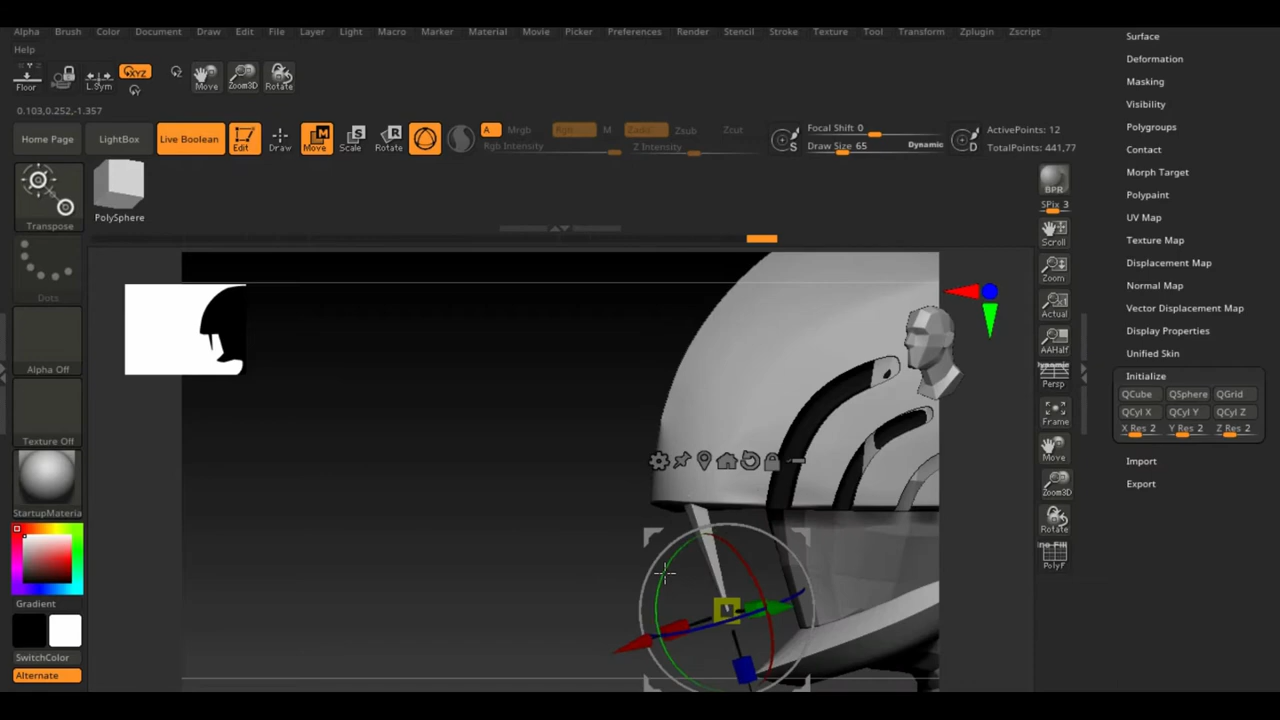 Alpha Brush Color Document Draw Edit File Layer Light Macro Marker Material Movie Picker Preferences Render Stencil Stroke Texture Tool Transform Zplugin Zscript
Help
Floor
L.Sym
XYZ
Y
Z
Move
Zoom3D
Rotate
0.103,0.252,-1.357
Home Page
LightBox
Live Boolean
Edit
Draw
Move
Scale
Rotate
A
Mrgb
Rgb
M
Zadd
Zsub
Zcut
Rgb Intensity
Z Intensity
S
Focal Shift 0
Draw Size 65
Dynamic
D
ActivePoints: 12
TotalPoints: 441,77
Transpose
PolySphere
Dots
Alpha Off
Texture Off
StartupMateria
Gradient
SwitchColor
Alternate
BPR
SPix 3
Scroll
Zoom
Actual
AAHalf
Dynamic
Persp
Frame
Move
Zoom3D
Rotate
PolyF
Surface
Deformation
Masking
Visibility
Polygroups
Contact
Morph Target
Polypaint
UV Map
Texture Map
Displacement Map
Normal Map
Vector Displacement Map
Display Properties
Unified Skin
Initialize
QCube QSphere QGrid
QCyl X QCyl Y QCyl Z
X Res 2 Y Res 2 Z Res 2
Import
Export